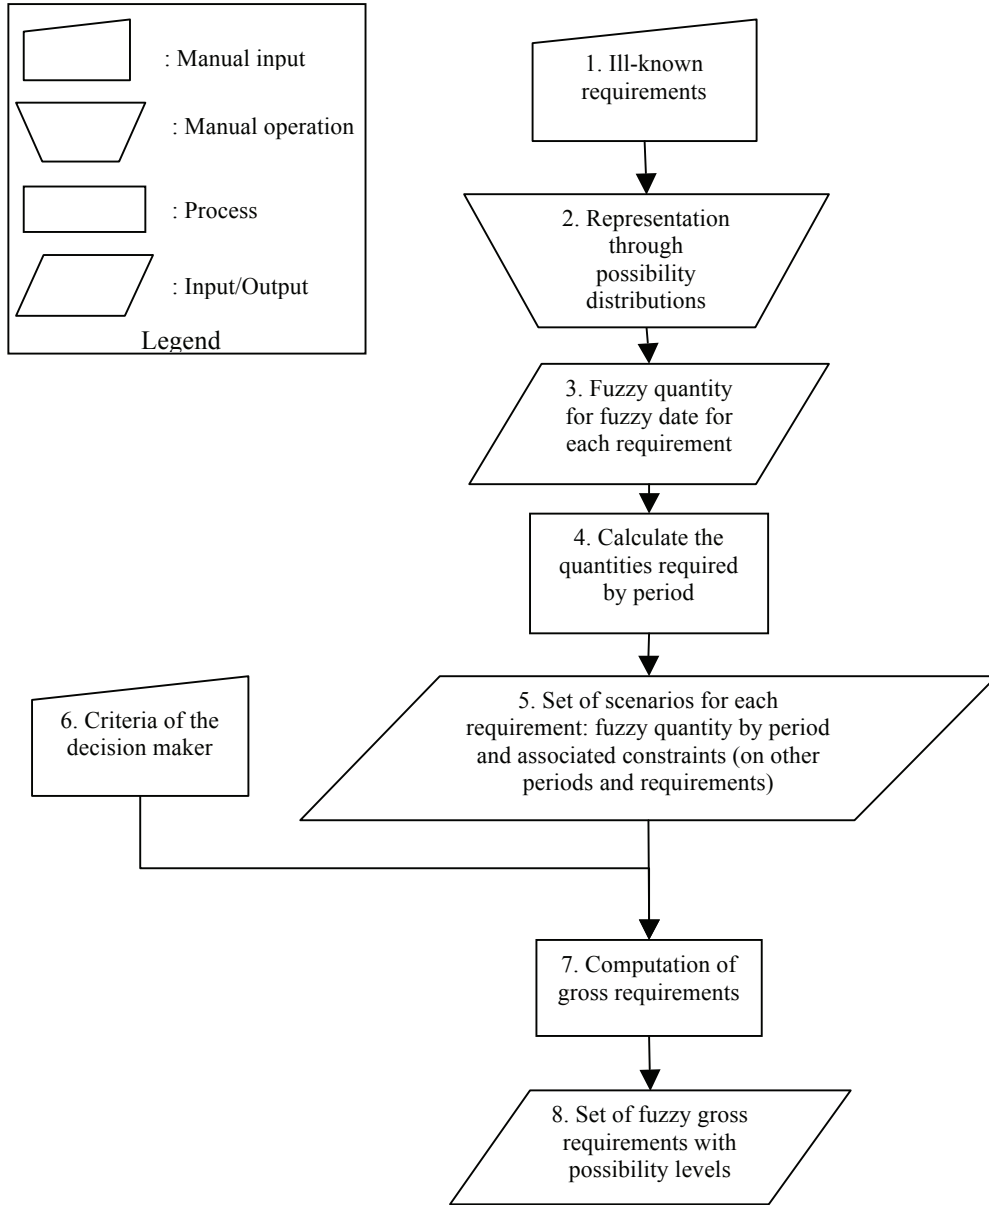 : Manual input
: Manual operation
: Process
: Input/Output
Legend
1. Ill-known
requirements
2. Representation
through
possibility
distributions
3. Fuzzy quantity
for fuzzy date for
each requirement
4. Calculate the
quantities required
by period
5. Set of scenarios for each
requirement: fuzzy quantity by period
and associated constraints (on other
periods and requirements)
6. Criteria of the
decision maker
7. Computation of
gross requirements
8. Set of fuzzy gross
requirements with
possibility levels